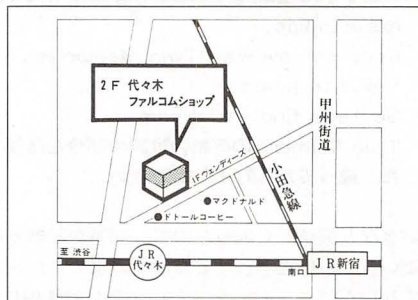 2F 代々木
ファルコムショップ
1Fウェンディーズ
甲州街道
小田急線
マクドナルド
ドトールコーヒー
至 渋谷
JR
代々木
南口
JR新宿